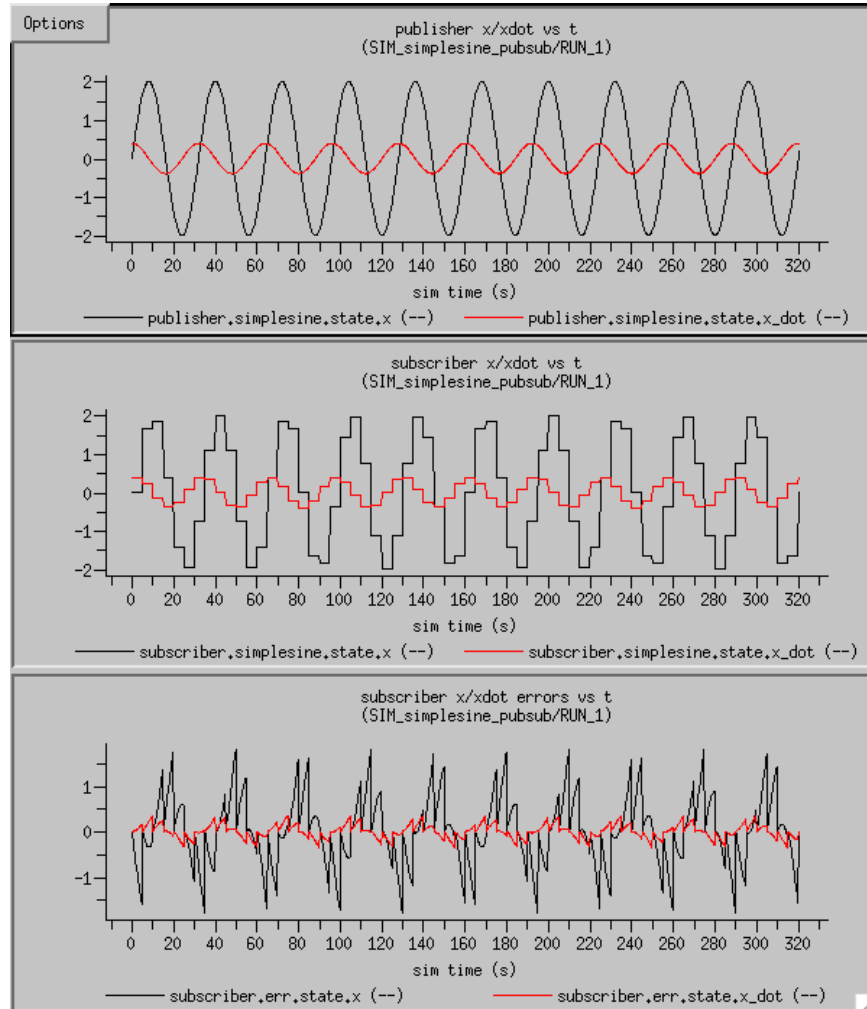 Options
publisher x/xdot vs t
(SIM_simplesine_pubsub/RUN_1)
2
1
0
-1
-2
0 20 40 60 80 100 120 140 160 180 200 220 240 260 280 300 320
sim time (s)
publisher.simplesine.state.x (--) publisher.simplesine.state.x_dot (--)
subscriber x/xdot vs t
(SIM_simplesine_pubsub/RUN_1)
2
1
0
-1
-2
0 20 40 60 80 100 120 140 160 180 200 220 240 260 280 300 320
sim time (s)
subscriber.simplesine.state.x (--) subscriber.simplesine.state.x_dot (--)
subscriber x/xdot errors vs t
(SIM_simplesine_pubsub/RUN_1)
1
0
-1
0 20 40 60 80 100 120 140 160 180 200 220 240 260 280 300 320
sim time (s)
subscriber.err.state.x (--) subscriber.err.state.x_dot (--)